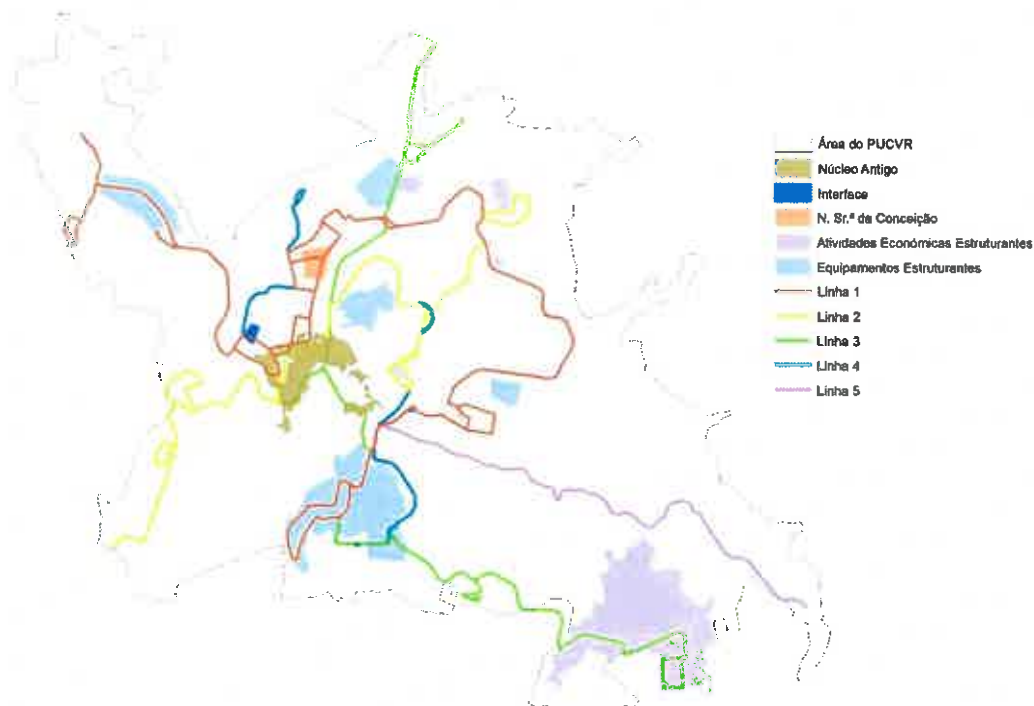 Área do PUCVR
Núcleo Antigo
Interface
N. Sr.ª da Conceição
Atividades Económicas Estruturantes
Equipamentos Estruturantes
Linha 1
Linha 2
Linha 3
Linha 4
Linha 5